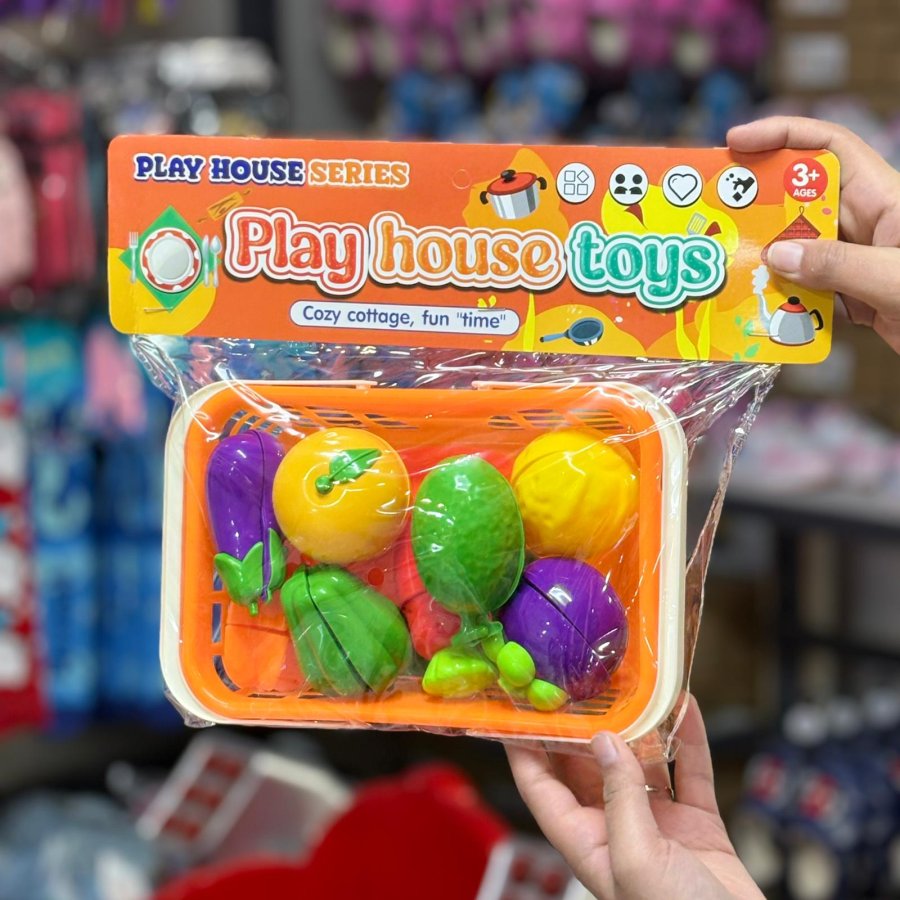 PLAY HOUSE SERIES
3+
AGES
Play house toys
Cozy cottage, fun "time"